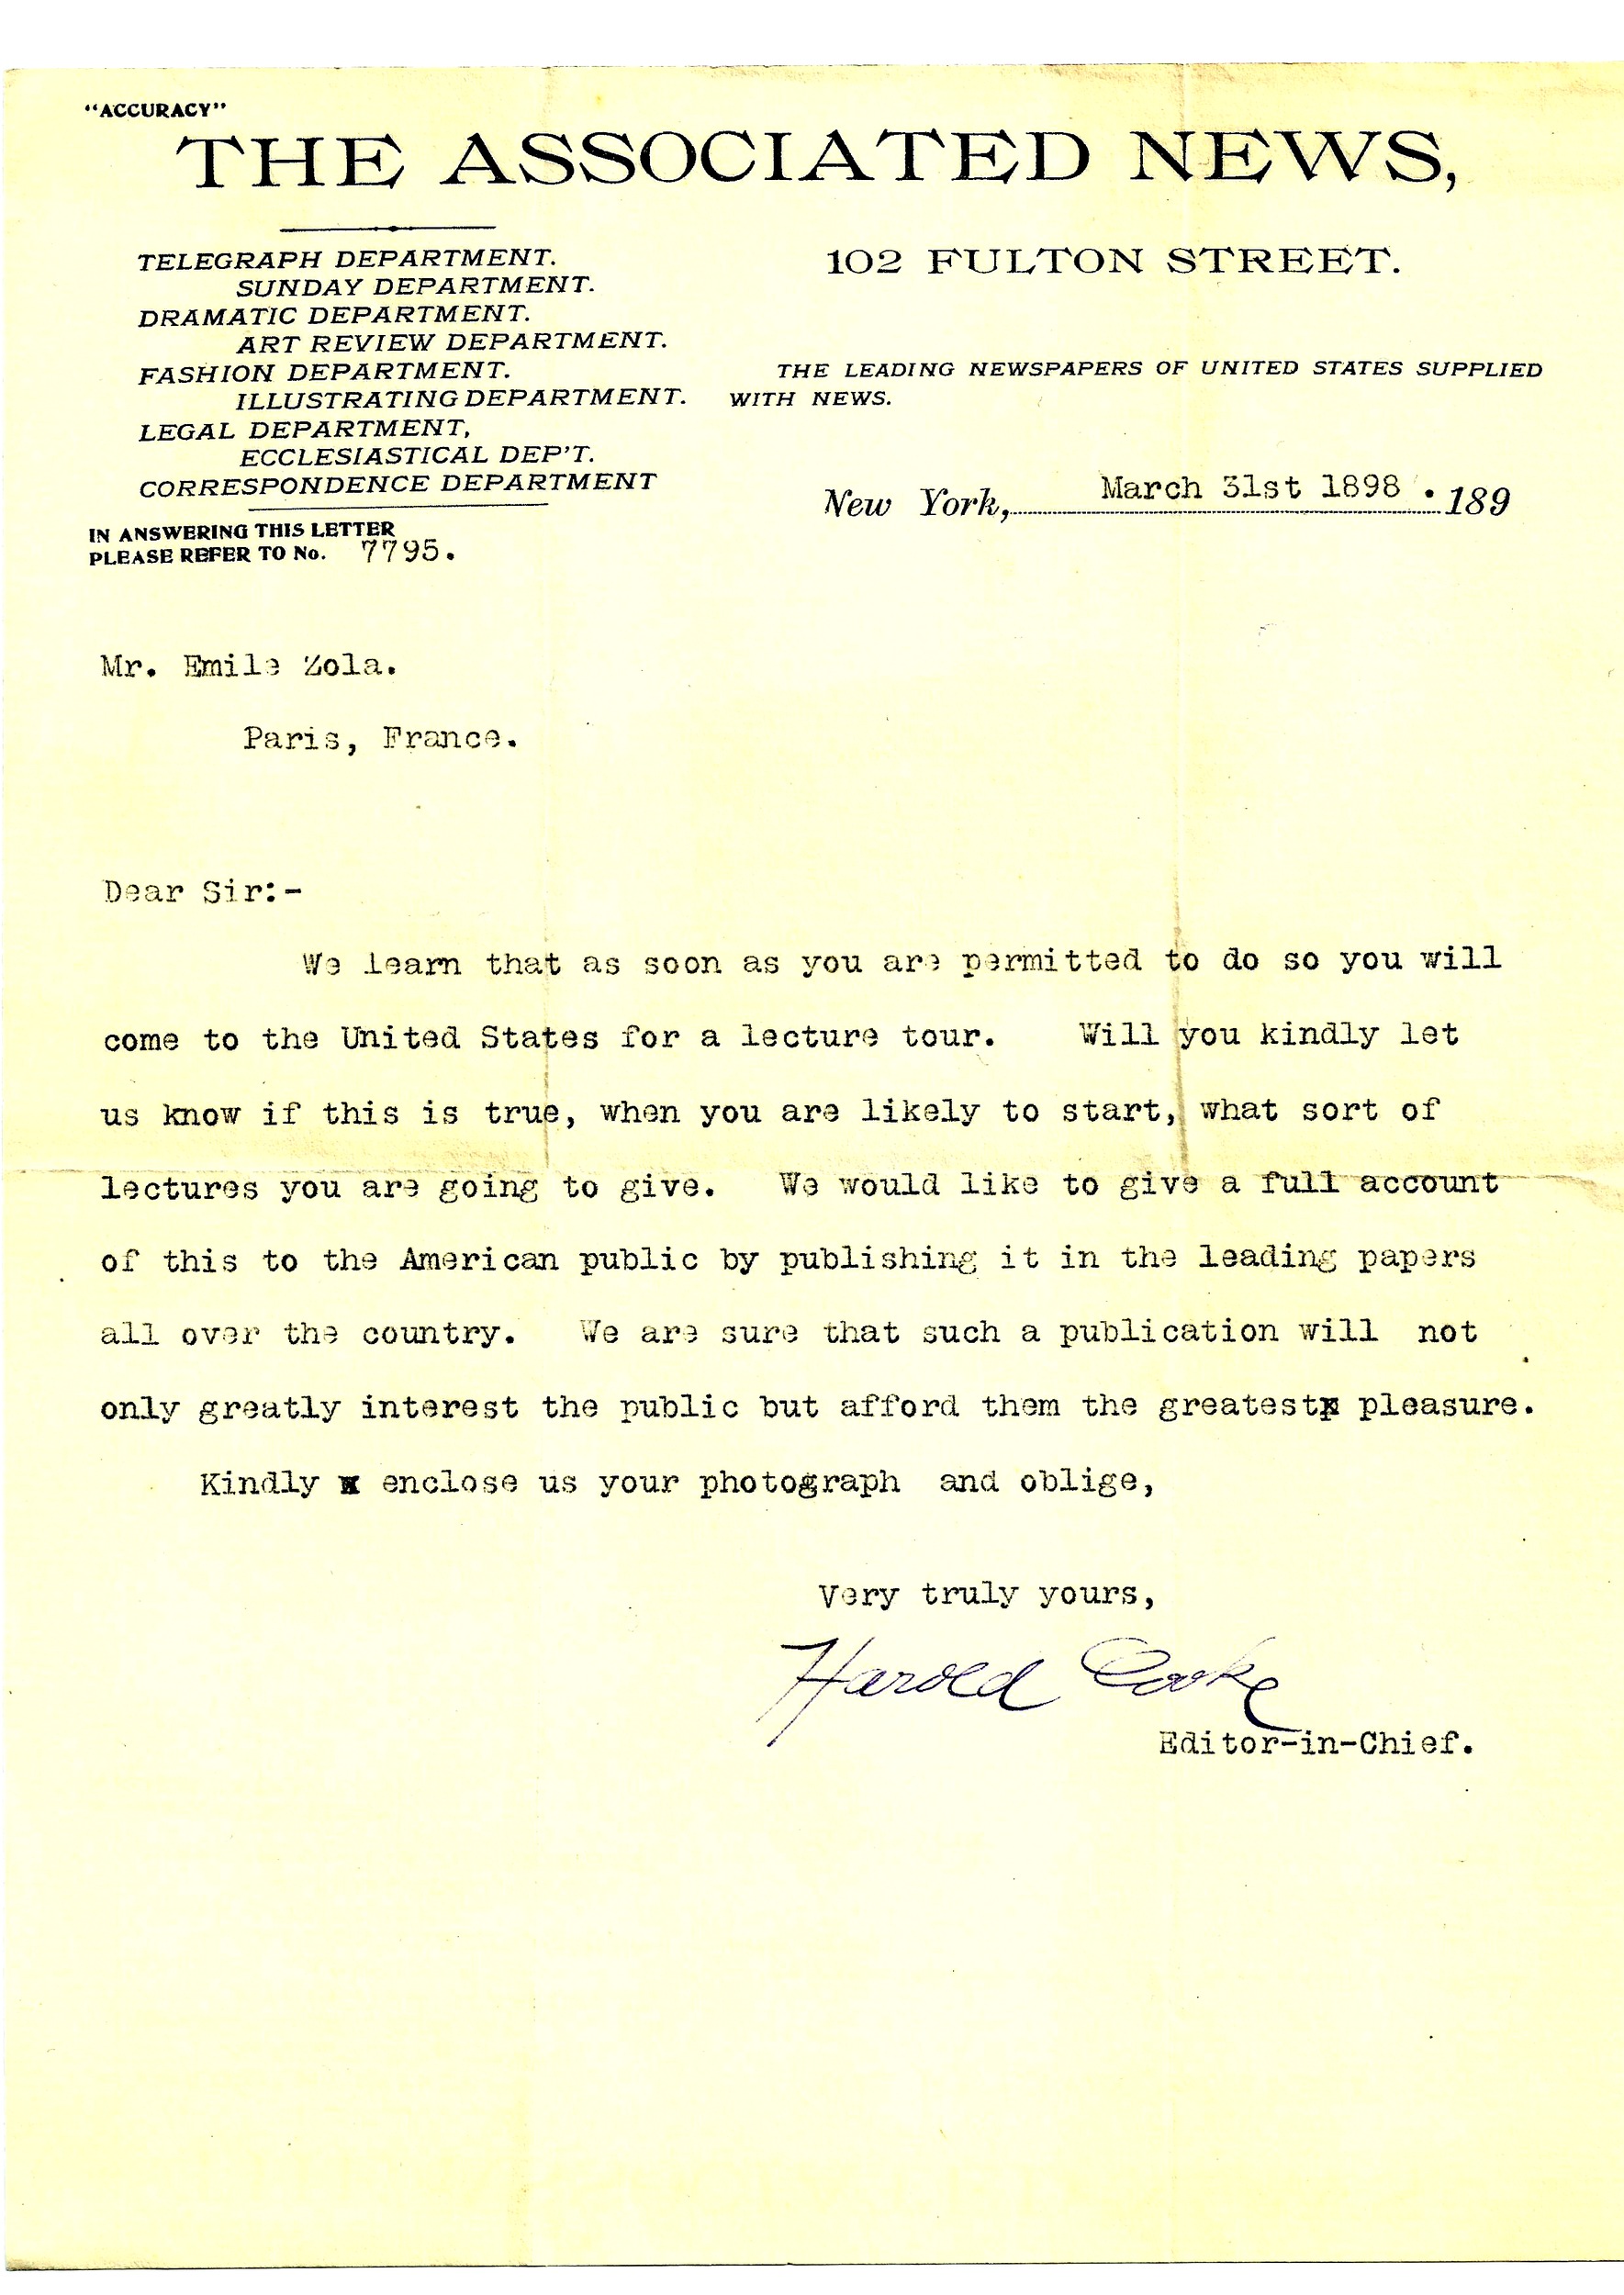 "ACCURACY"
THE ASSOCIATED NEWS,
TELEGRAPH DEPARTMENT.
SUNDAY DEPARTMENT.
DRAMATIC DEPARTMENT.
ART REVIEW DEPARTMENT.
FASHION DEPARTMENT.
ILLUSTRATING DEPARTMENT.
LEGAL DEPARTMENT,
ECCLESIASTICAL DEP'T.
CORRESPONDENCE DEPARTMENT
IN ANSWERING THIS LETTER
PLEASE REFER TO No. 7795.
102 FULTON STREET.
THE LEADING NEWSPAPERS OF UNITED STATES SUPPLIED
WITH NEWS.
New York, March 31st 1898 . 189
Mr. Emile Zola.
Paris, France.
Dear Sir:-
We learn that as soon as you are permitted to do so you will
come to the United States for a lecture tour. Will you kindly let
us know if this is true, when you are likely to start, what sort of
lectures you are going to give. We would like to give a full account
of this to the American public by publishing it in the leading papers
all over the country. We are sure that such a publication will not
only greatly interest the public but afford them the greatest pleasure.
Kindly enclose us your photograph and oblige,
Very truly yours,
Harold Cooke
Editor-in-Chief.